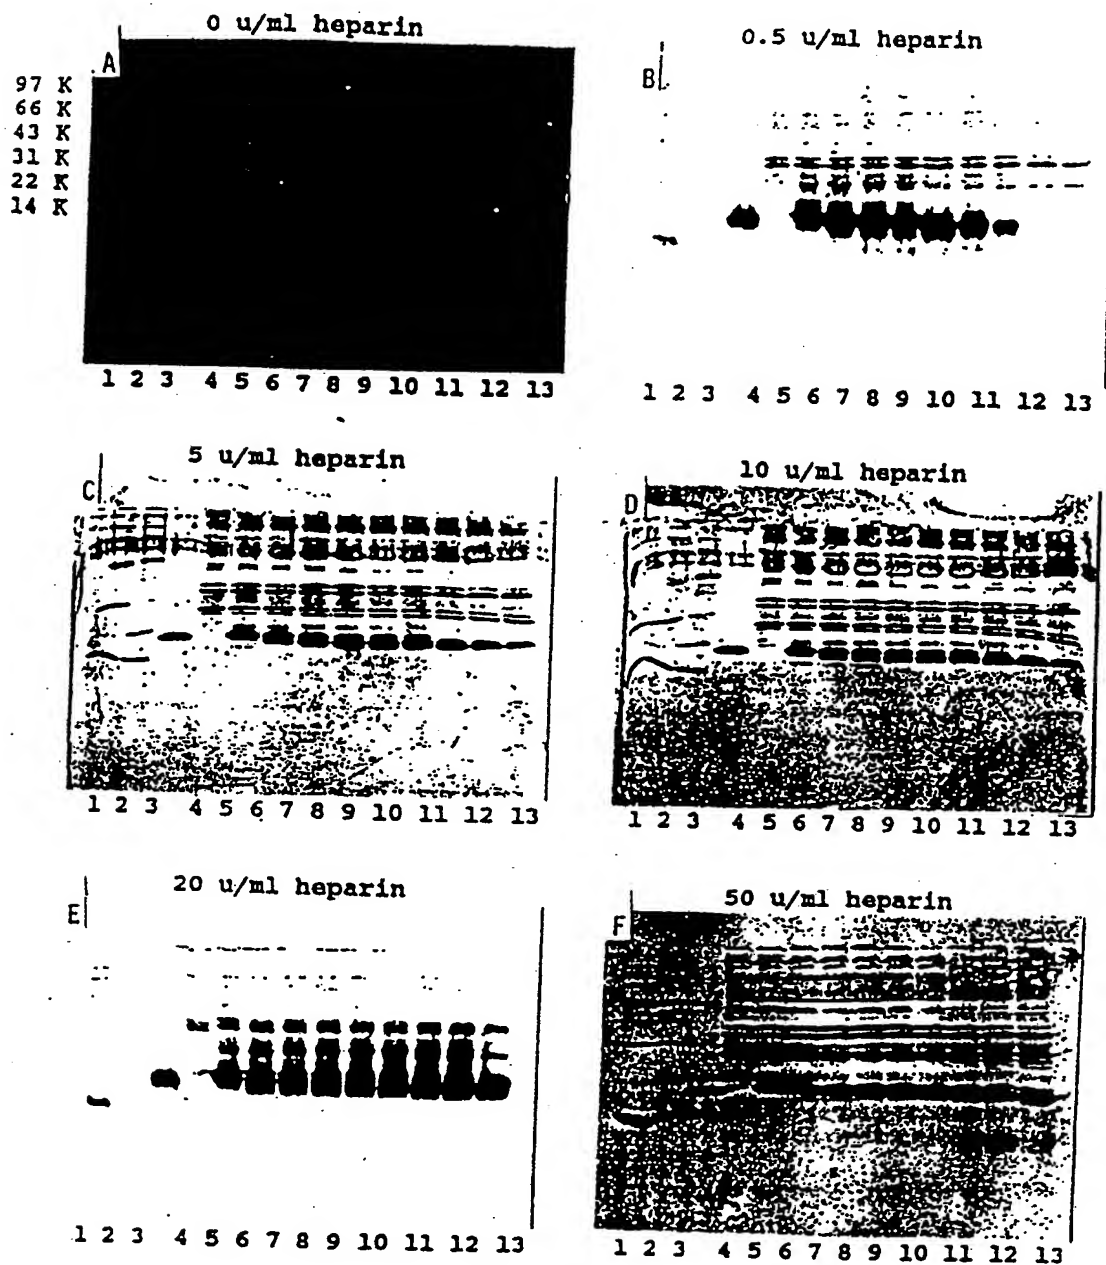 0 u/ml heparin
A
97 K
66 K
43 K
31 K
22 K
14 K
1 2 3 4 5 6 7 8 9 10 11 12 13
0.5 u/ml heparin
B
1 2 3 4 5 6 7 8 9 10 11 12 13
5 u/ml heparin
C
1 2 3 4 5 6 7 8 9 10 11 12 13
10 u/ml heparin
D
1 2 3 4 5 6 7 8 9 10 11 12 13
20 u/ml heparin
E
1 2 3 4 5 6 7 8 9 10 11 12 13
50 u/ml heparin
F
1 2 3 4 5 6 7 8 9 10 11 12 13